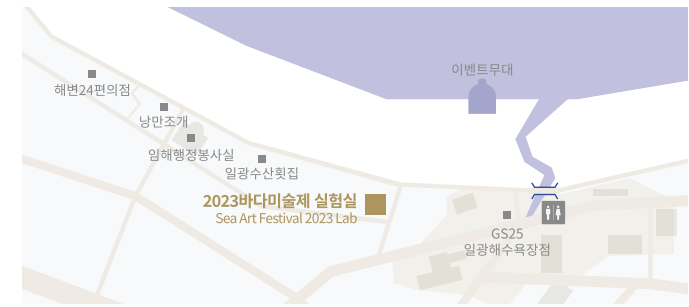 이벤트무대
해변24편의점
낭만조개
임해행정봉사실
일광수산횟집
2023바다미술제 실험실
Sea Art Festival 2023 Lab
GS25
일광해수욕장점